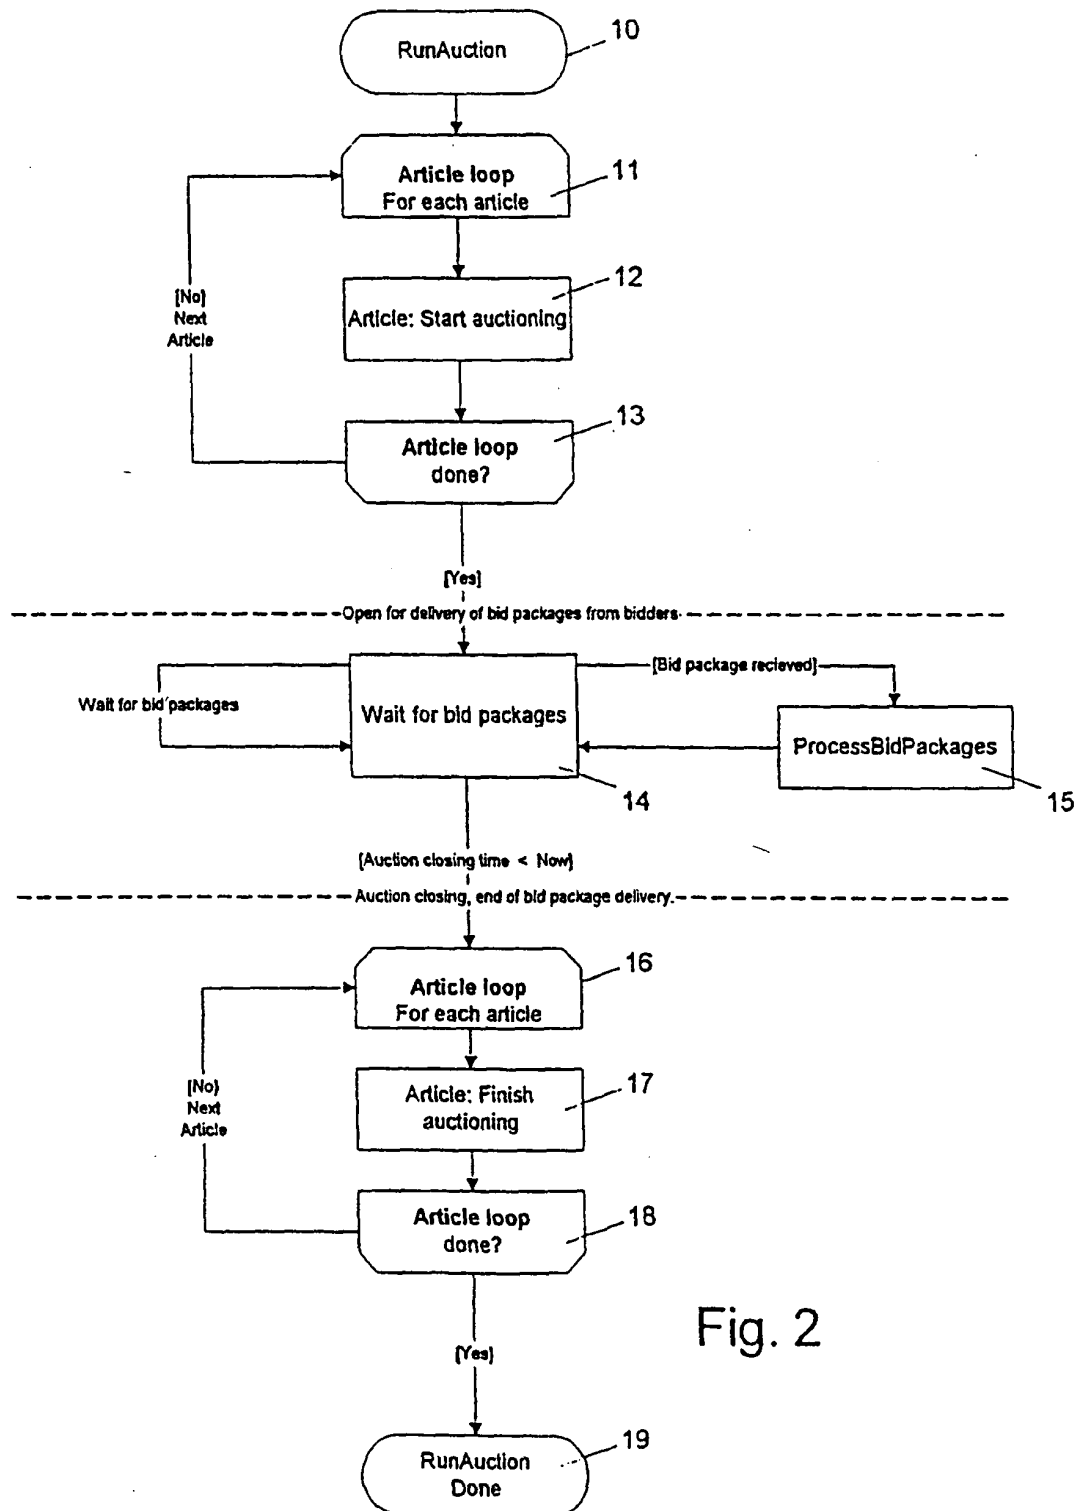 RunAuction
10
Article loop
For each article
11
12
Article: Start auctioning
[No]
Next
Article
13
Article loop
done?
[Yes]
Open for delivery of bid packages from bidders
Wait for bid packages
Wait for bid packages
[Bid package recieved]
ProcessBidPackages
14
15
[Auction closing time < Now]
Auction closing, end of bid package delivery.
16
Article loop
For each article
17
Article: Finish
auctioning
[No]
Next
Article
18
Article loop
done?
Fig. 2
[Yes]
19
RunAuction
Done